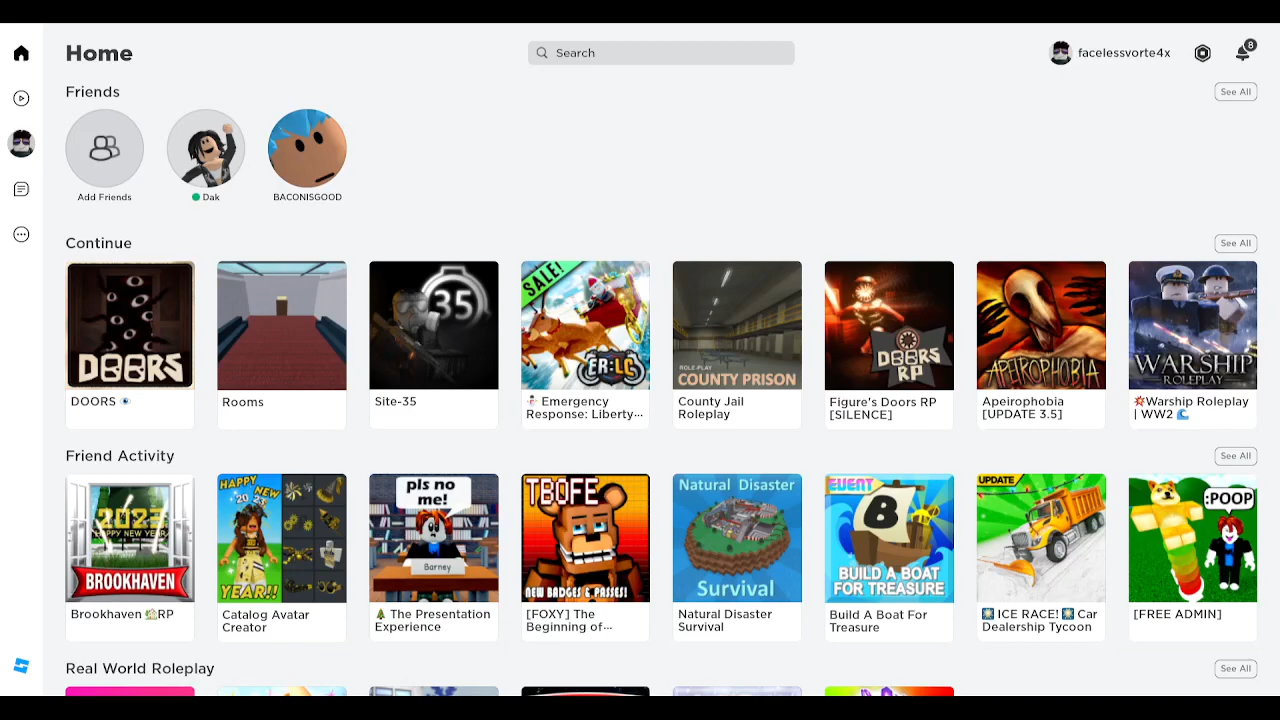 Home
Search
facelessvorte4x
8
Friends
See All
Add Friends
Dak
BACONISGOOD
Continue
See All
DOORS
35
SALE!
ER:LC
ROLE-PLAY
COUNTY PRISON
DOORS
RP
APEIROPHOBIA
WARSHIP
ROLEPLAY
DOORS 👁️
Rooms
Site-35
⛄ Emergency
Response: Liberty...
County Jail
Roleplay
Figure's Doors RP
[SILENCE]
Apeirophobia
[UPDATE 3.5]
💥Warship Roleplay
| WW2 🌊
Friend Activity
See All
2023
HAPPY NEW YEAR
BROOKHAVEN
HAPPY NEW
2023
YEAR!!
pls no
me!
Barney
TBOFE
NEW BADGES & PASSES!
Natural Disaster
Survival
EVENT
B
BUILD A BOAT
FOR TREASURE
UPDATE
:POOP
Brookhaven 🏡RP
Catalog Avatar
Creator
🎄 The Presentation
Experience
[FOXY] The
Beginning of...
Natural Disaster
Survival
Build A Boat For
Treasure
🎆 ICE RACE! 🎆 Car
Dealership Tycoon
[FREE ADMIN]
Real World Roleplay
See All